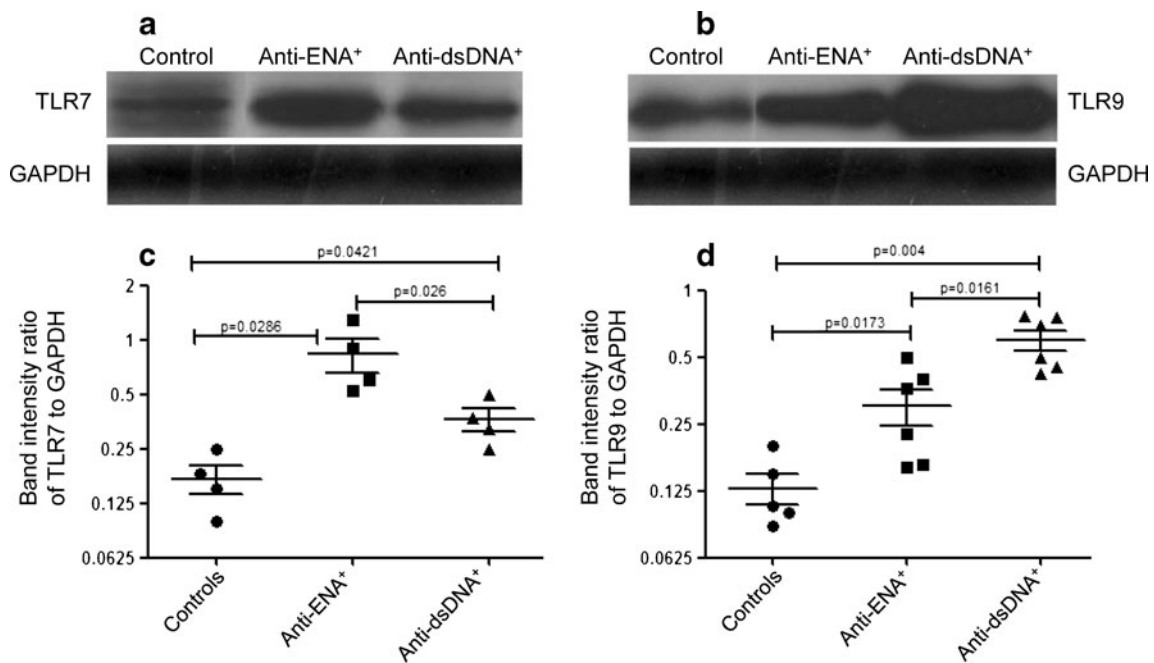 a
Control Anti-ENA⁺ Anti-dsDNA⁺
TLR7
GAPDH
b
Control Anti-ENA⁺ Anti-dsDNA⁺
TLR9
GAPDH
c
p=0.0421
p=0.026
p=0.0286
Band intensity ratio
of TLR7 to GAPDH
2
1
0.5
0.25
0.125
0.0625
Controls
Anti-ENA⁺
Anti-dsDNA⁺
d
p=0.004
p=0.0161
p=0.0173
Band intensity ratio
of TLR9 to GAPDH
1
0.5
0.25
0.125
0.0625
Controls
Anti-ENA⁺
Anti-dsDNA⁺